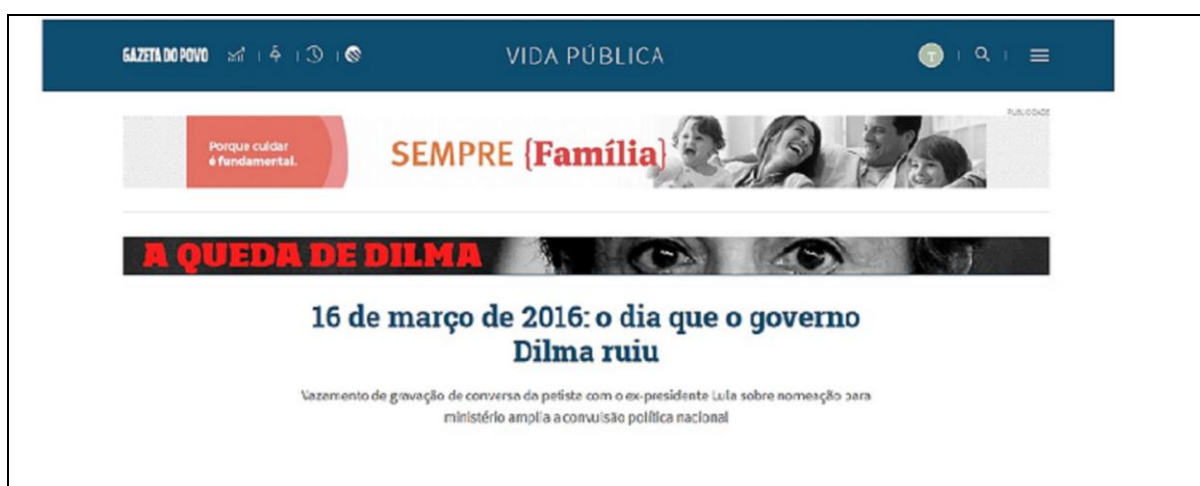 GAZETA DO POVO
VIDA PÚBLICA
T
PUBLICIDADE
Porque cuidar
é fundamental.
SEMPRE {Família}
A QUEDA DE DILMA
16 de março de 2016: o dia que o governo
Dilma ruiu
Vazamento de gravação de conversa da petista com o ex-presidente Lula sobre nomeação para
ministério amplia a convulsão política nacional